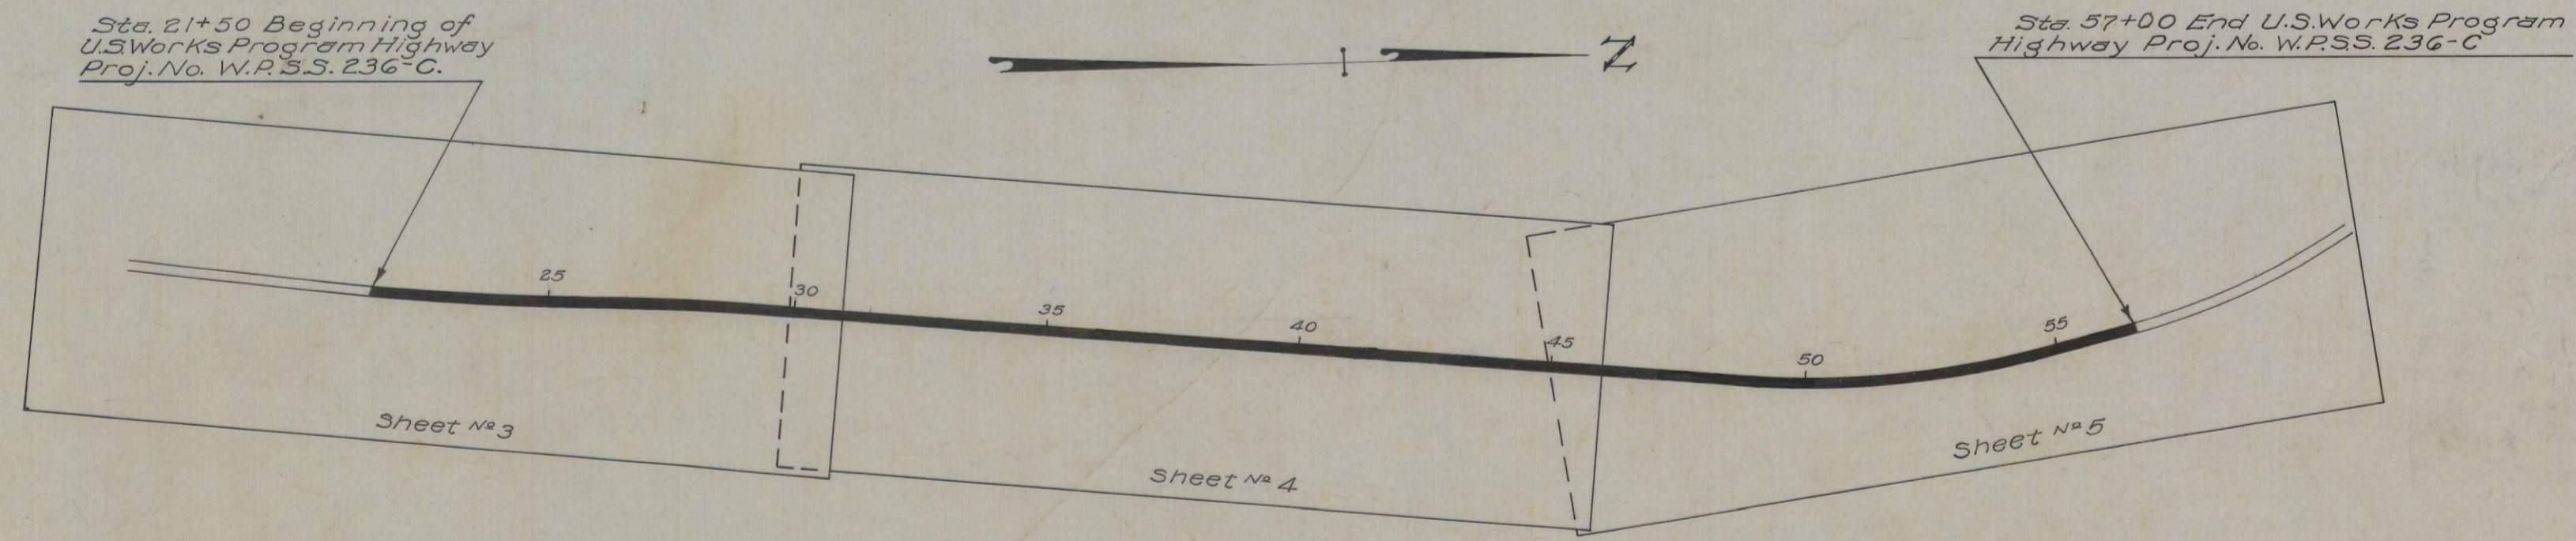 Sta. 21+50 Beginning of
U.S.Works Program Highway
Proj. No. W.P.S.S. 236-C.
N
Sta. 57+00 End U.S.Works Program
Highway Proj. No. W.P.S.S. 236-C
25
30
35
40
45
50
55
Sheet No 3
Sheet No 4
Sheet No 5